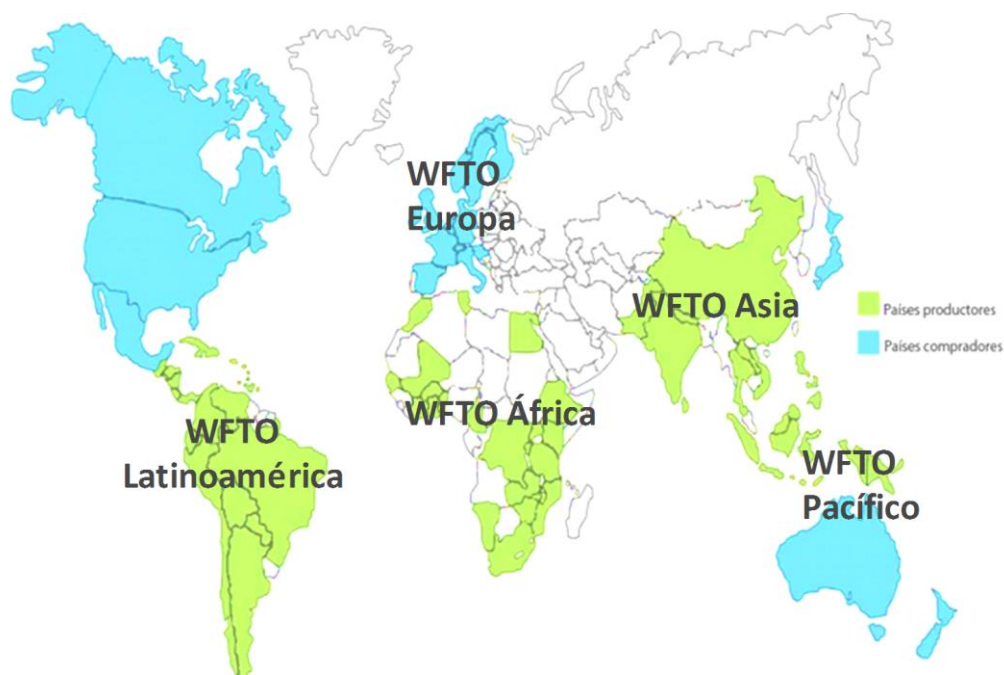 WFTO
Europa
WFTO Asia
Países productores
Países compradores
WFTO África
WFTO
Latinoamérica
WFTO
Pacífico